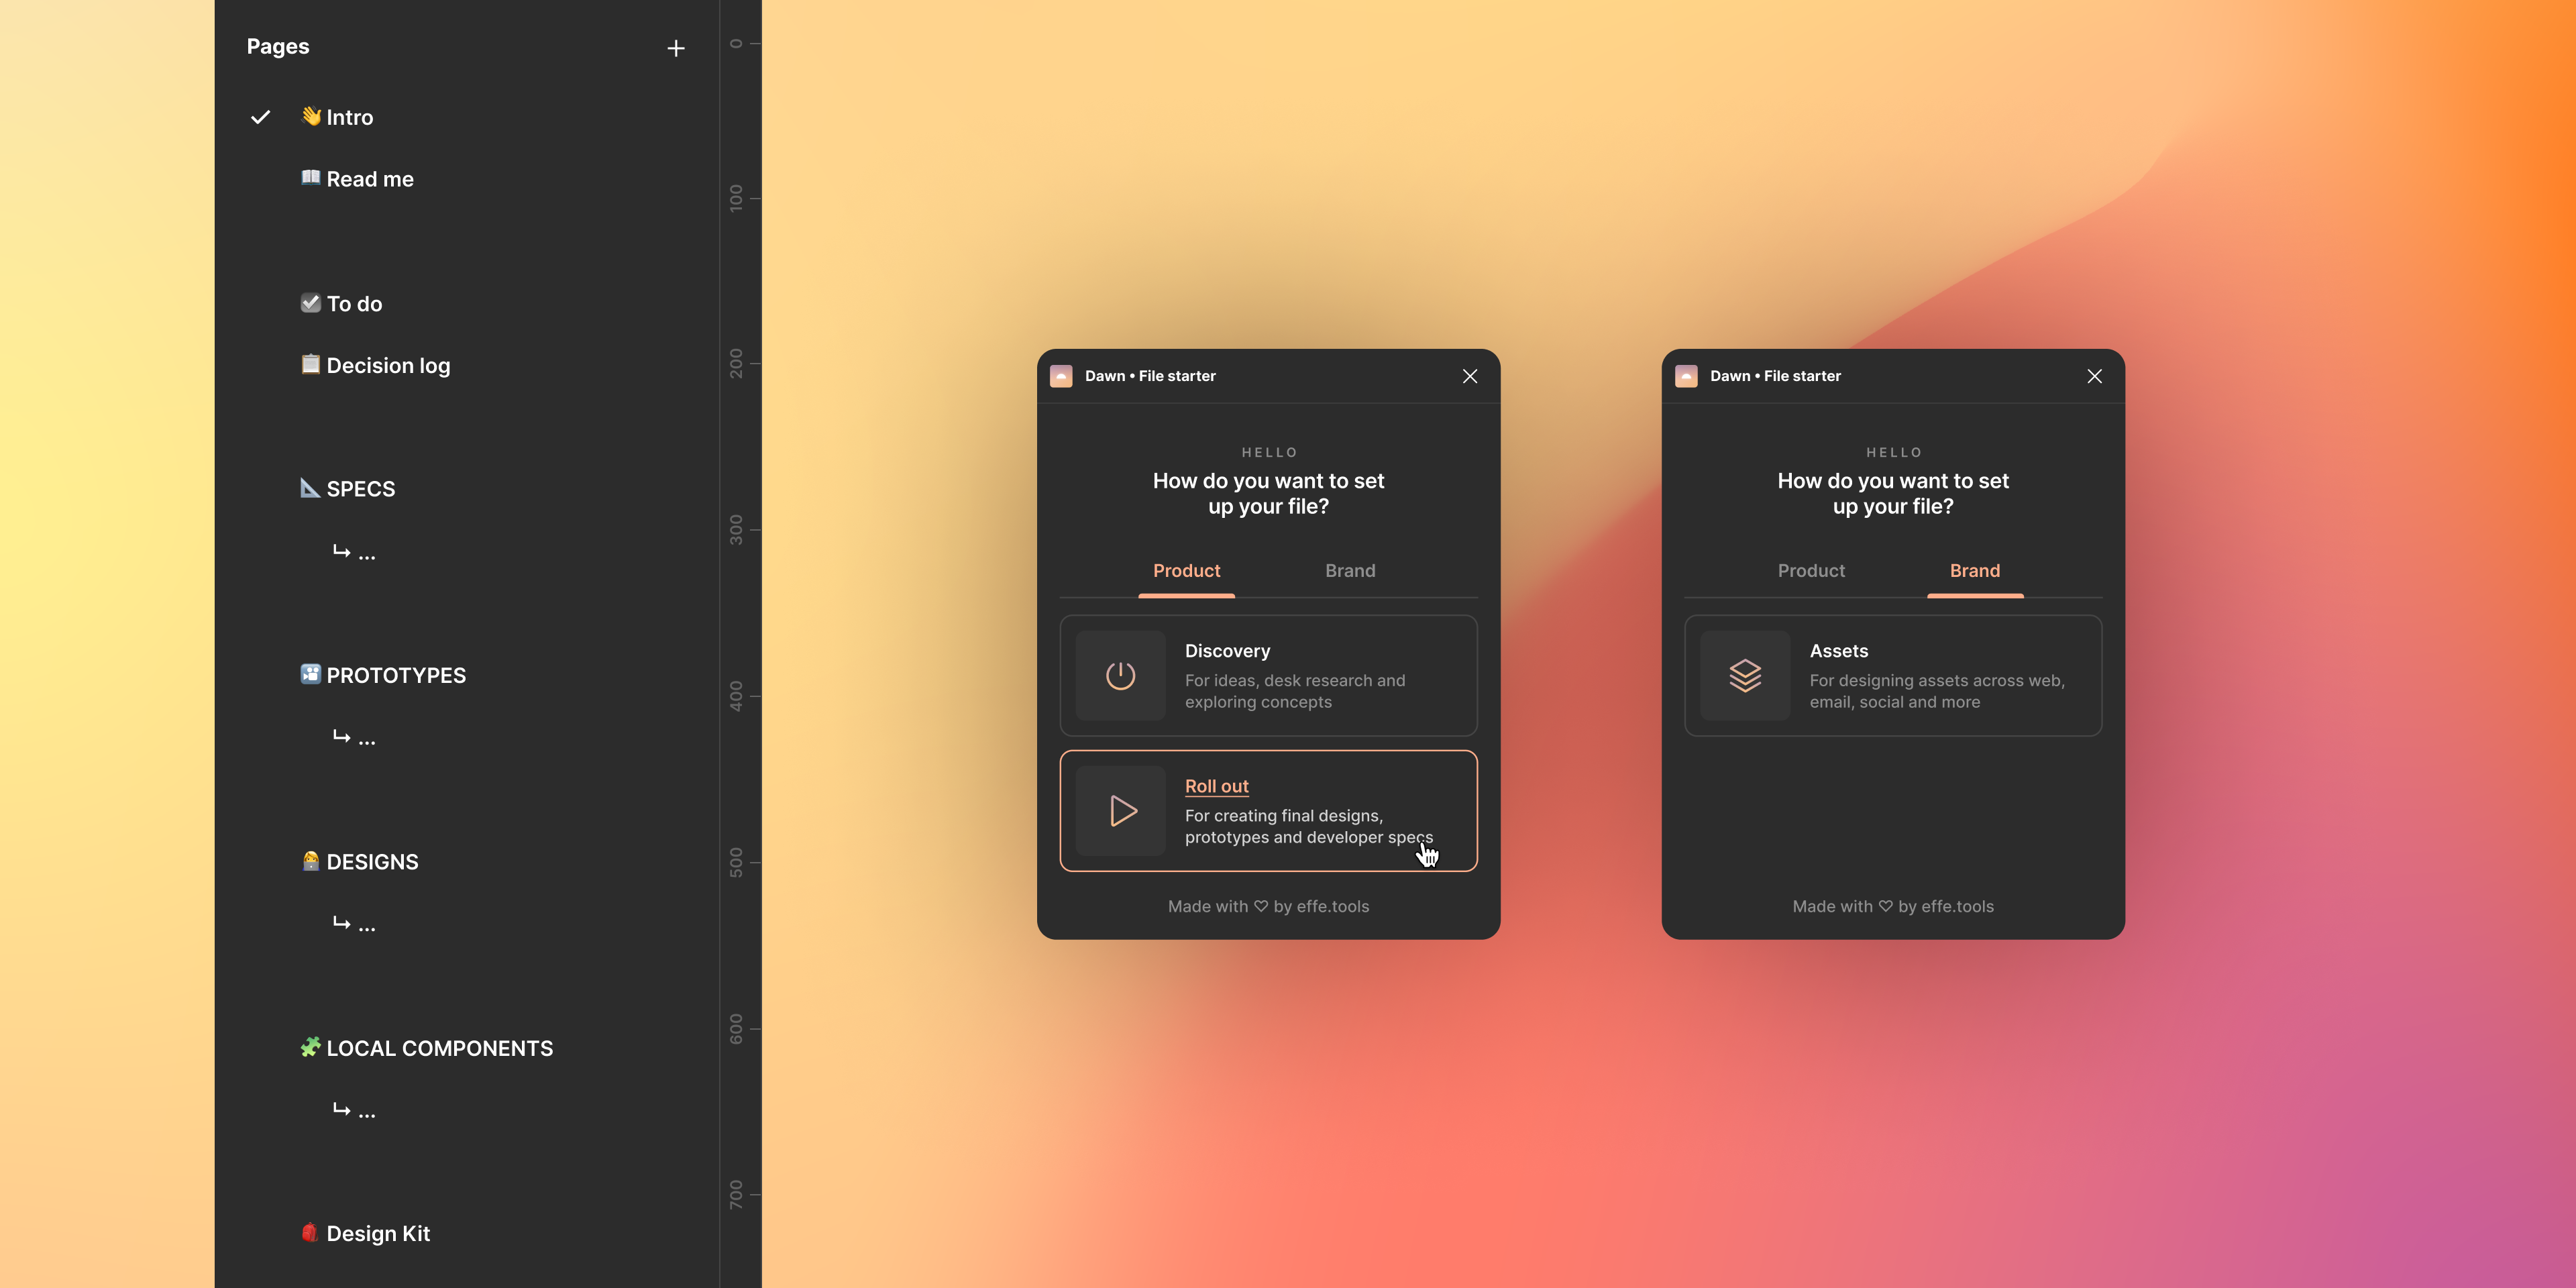 Pages
+
👋 Intro
📖 Read me
☑️ To do
📋 Decision log
📐 SPECS
↳ ...
🎦 PROTOTYPES
↳ ...
👩‍💻 DESIGNS
↳ ...
🧩 LOCAL COMPONENTS
↳ ...
🎒 Design Kit
0
100
200
300
400
500
600
700
Dawn • File starter
HELLO
How do you want to set
up your file?
Product Brand
Discovery
For ideas, desk research and
exploring concepts
Roll out
For creating final designs,
prototypes and developer specs
Made with ♡ by effe.tools
Dawn • File starter
HELLO
How do you want to set
up your file?
Product Brand
Assets
For designing assets across web,
email, social and more
Made with ♡ by effe.tools